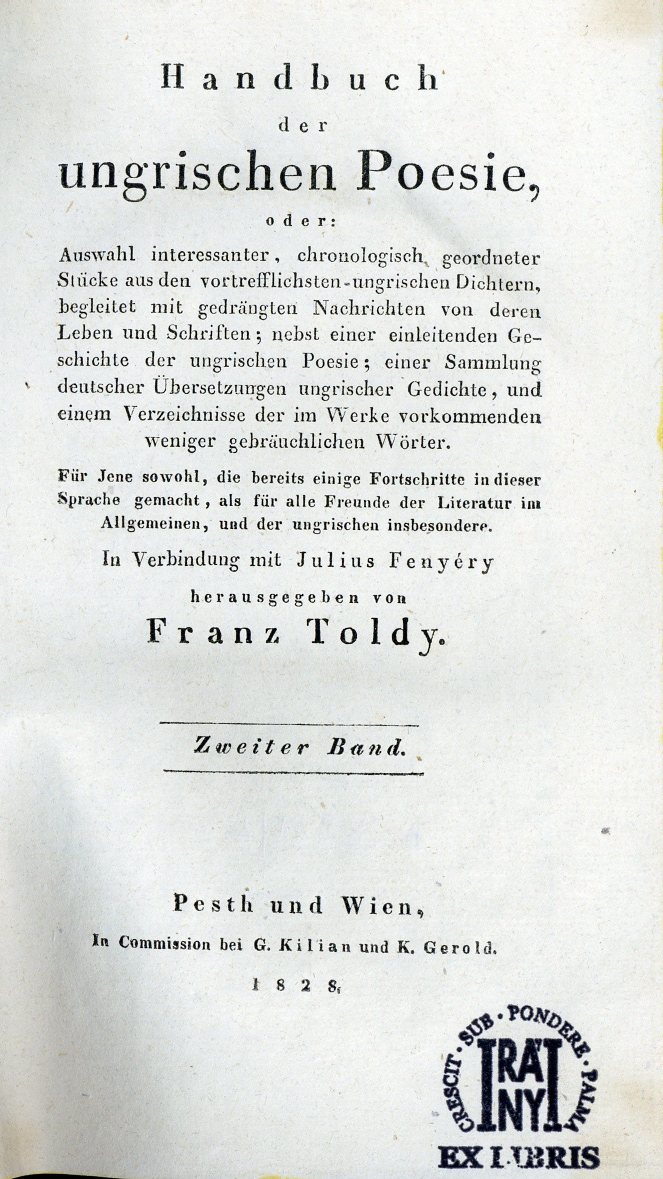 Handbuch
der
ungrischen Poesie,
oder:
Auswahl interessanter, chronologisch geordneter
Stücke aus den vortrefflichsten ungrischen Dichtern,
begleitet mit gedrängten Nachrichten von deren
Leben und Schriften; nebst einer einleitenden Ge-
schichte der ungrischen Poesie; einer Sammlung
deutscher Übersetzungen ungrischer Gedichte, und
einem Verzeichnisse der im Werke vorkommenden
weniger gebräuchlichen Wörter.
Für Jene sowohl, die bereits einige Fortschritte in dieser
Sprache gemacht, als für alle Freunde der Literatur im
Allgemeinen, und der ungrischen insbesondere.
In Verbindung mit Julius Fenyéry
herausgegeben von
Franz Toldy.
Zweiter Band.
Pesth und Wien,
In Commission bei G. Kilian und K. Gerold.
1828.
CRESCIT · SUB · PONDERE · PALMA
IRÁNYI
EX LIBRIS